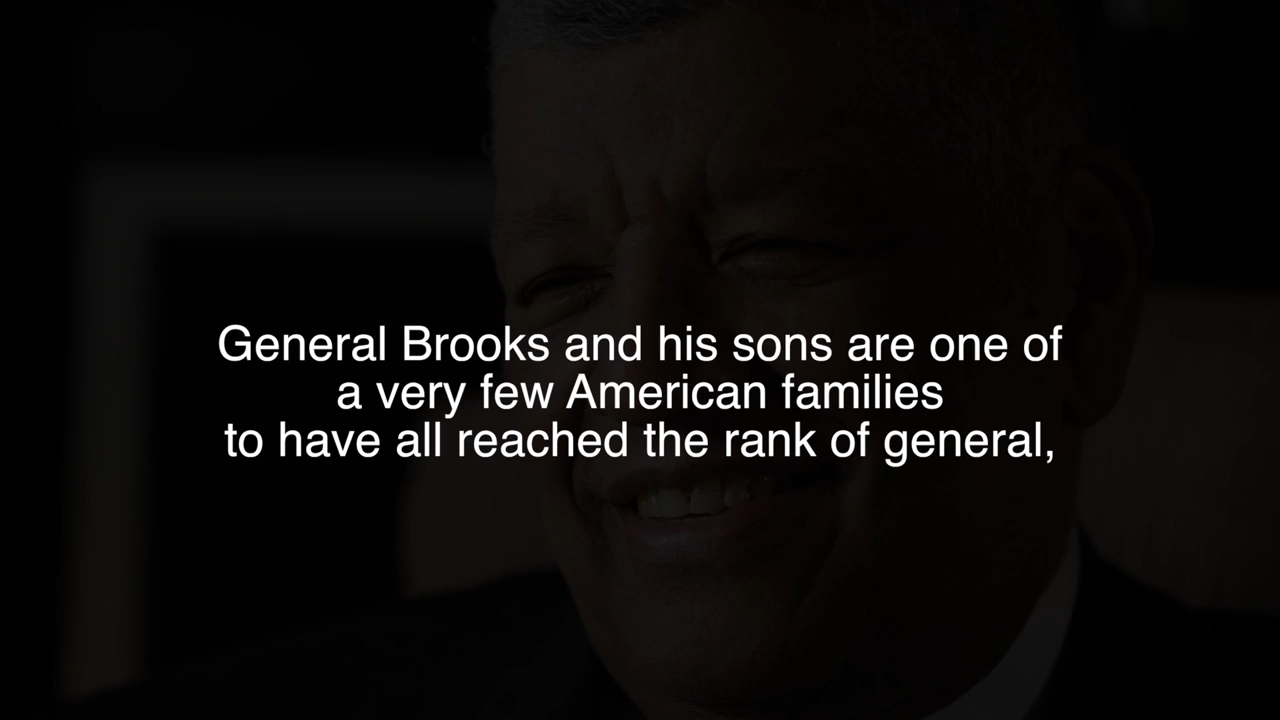 General Brooks and his sons are one of
a very few American families
to have all reached the rank of general,